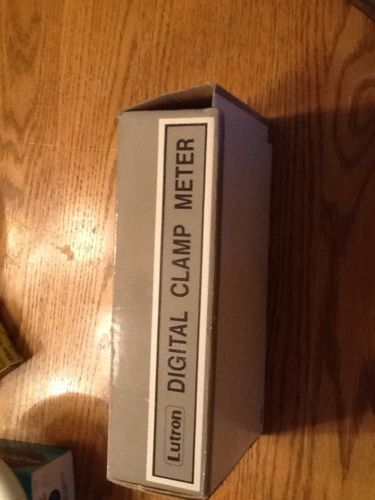 Lutron DIGITAL CLAMP METER